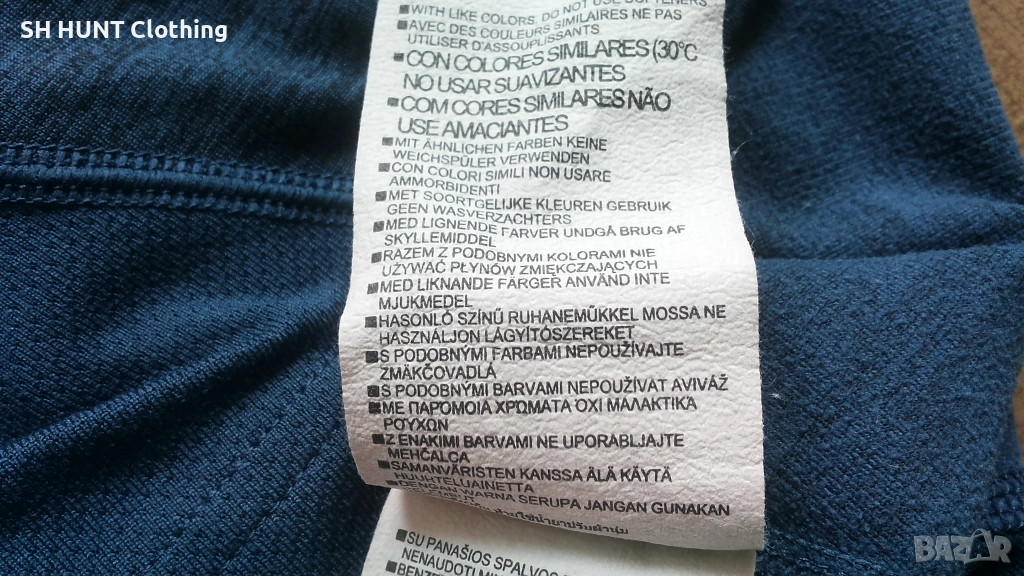 SH HUNT Clothing
■WITH LIKE COLORS. DO NOT USE SOFTENERS
■AVEC DES COULEURS SIMILAIRES NE PAS
UTILISER D'ASSOUPLISSANTS
■CON COLORES SIMILARES (30°C
NO USAR SUAVIZANTES
■COM CORES SIMILARES NÃO
USE AMACIANTES
■MIT ÄHNLICHEN FARBEN KEINE
WEICHSPÜLER VERWENDEN
■CON COLORI SIMILI NON USARE
AMMORBIDENTI
■MET SOORTGELIJKE KLEUREN GEBRUIK
GEEN WASVERZACHTERS
■MED LIGNENDE FARVER UNDGÅ BRUG AF
SKYLLEMIDDEL
■RAZEM Z PODOBNYMI KOLORAMI NIE
UŻYWAĆ PŁYNÓW ZMIĘKCZAJĄCYCH
■MED LIKNANDE FÄRGER ANVÄND INTE
MJUKMEDEL
■HASONLÓ SZÍNŰ RUHANEMŰKKEL MOSSA NE
HASZNÁLJON LÁGYÍTÓSZEREKET
■S PODOBNÝMI FARBAMI NEPOUŽÍVAJTE
ZMÄKČOVADLÁ
■S PODOBNÝMI BARVAMI NEPOUŽÍVAT AVIVÁŽ
■ΜΕ ΠΑΡΟΜΟΙΑ ΧΡΩΜΑΤΑ ΟΧΙ ΜΑΛΑΚΤΙΚΑ
ΡΟΥΧΩΝ
■Z ENAKIMI BARVAMI NE UPORABLJAJTE
MEHČALCA
■SAMANVÄRISTEN KANSSA ÄLÄ KÄYTÄ
HUUHTELUAINETTA
■DENGAN WARNA SERUPA JANGAN GUNAKAN
■SU PANAŠIOS SPALVOS
NENAUDOTI
BAZAR